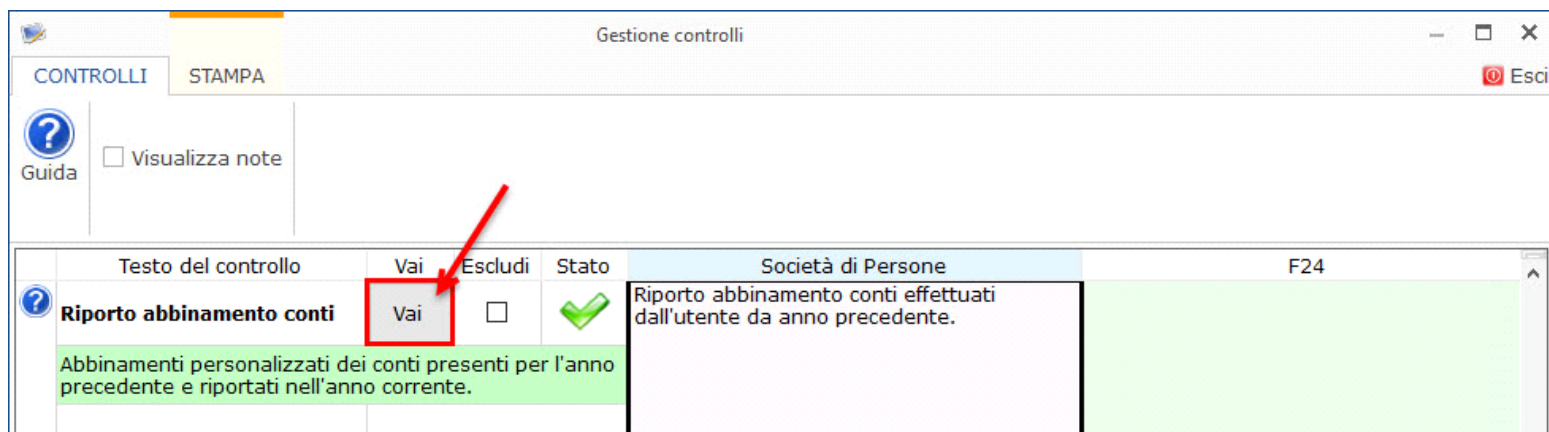 Gestione controlli
CONTROLLI STAMPA Esci
Guida
Visualizza note
Testo del controllo Vai Escludi Stato Società di Persone F24
Riporto abbinamento conti Vai
Riporto abbinamento conti effettuati
dall'utente da anno precedente.
Abbinamenti personalizzati dei conti presenti per l'anno
precedente e riportati nell'anno corrente.